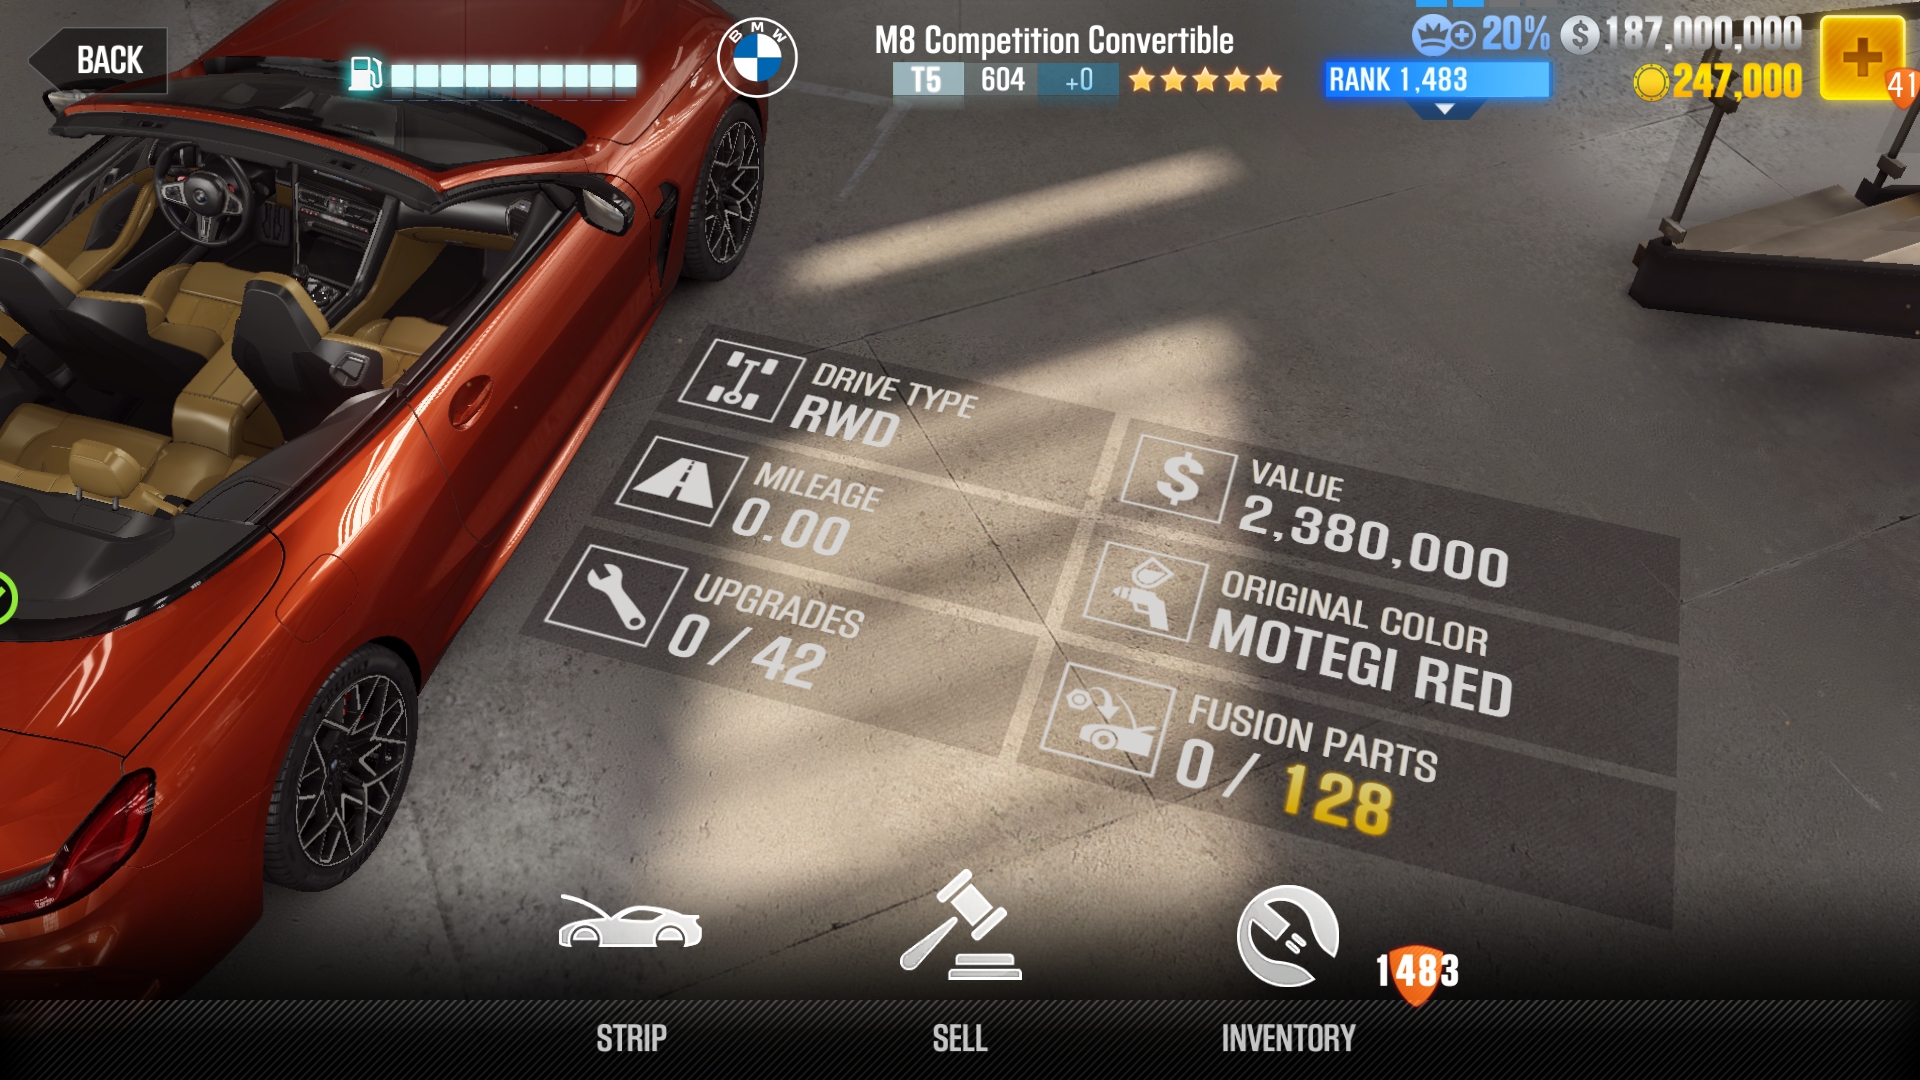 BACK
BMW
M8 Competition Convertible
T5 604 +0
20%
187,000,000
RANK 1,483
247,000
41
DRIVE TYPE
RWD
MILEAGE
0.00
UPGRADES
0 / 42
$
VALUE
2,380,000
ORIGINAL COLOR
MOTEGI RED
FUSION PARTS
0 / 128
1483
STRIP
SELL
INVENTORY